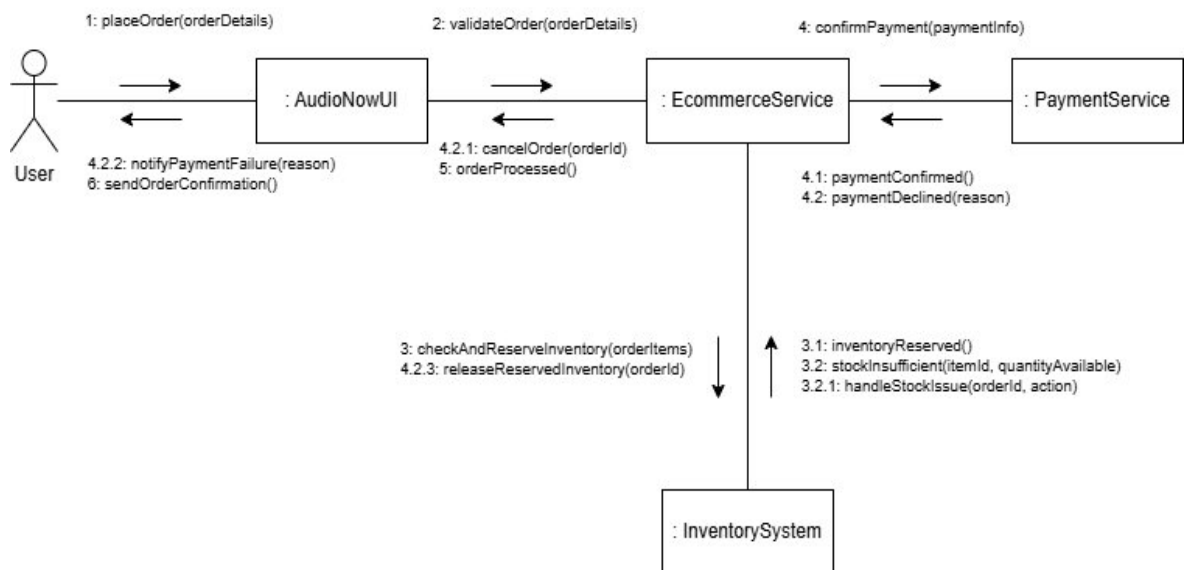 1: placeOrder(orderDetails)
2: validateOrder(orderDetails)
4: confirmPayment(paymentInfo)
: AudioNowUI
: EcommerceService
: PaymentService
User
4.2.2: notifyPaymentFailure(reason)
6: sendOrderConfirmation()
4.2.1: cancelOrder(orderId)
5: orderProcessed()
4.1: paymentConfirmed()
4.2: paymentDeclined(reason)
3: checkAndReserveInventory(orderItems)
4.2.3: releaseReservedInventory(orderId)
3.1: inventoryReserved()
3.2: stockInsufficient(itemId, quantityAvailable)
3.2.1: handleStockIssue(orderId, action)
: InventorySystem